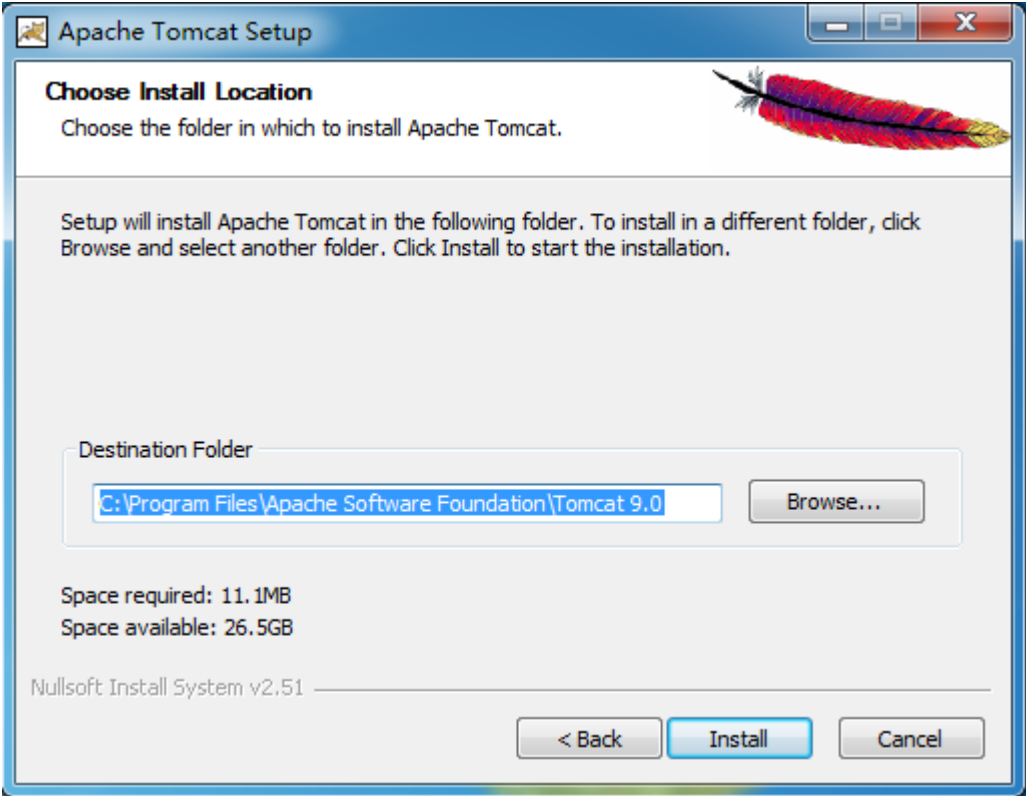 Apache Tomcat Setup
Choose Install Location
Choose the folder in which to install Apache Tomcat.
Setup will install Apache Tomcat in the following folder. To install in a different folder, click
Browse and select another folder. Click Install to start the installation.
Destination Folder
C:\Program Files\Apache Software Foundation\Tomcat 9.0
Browse...
Space required: 11.1MB
Space available: 26.5GB
Nullsoft Install System v2.51
< Back
Install
Cancel